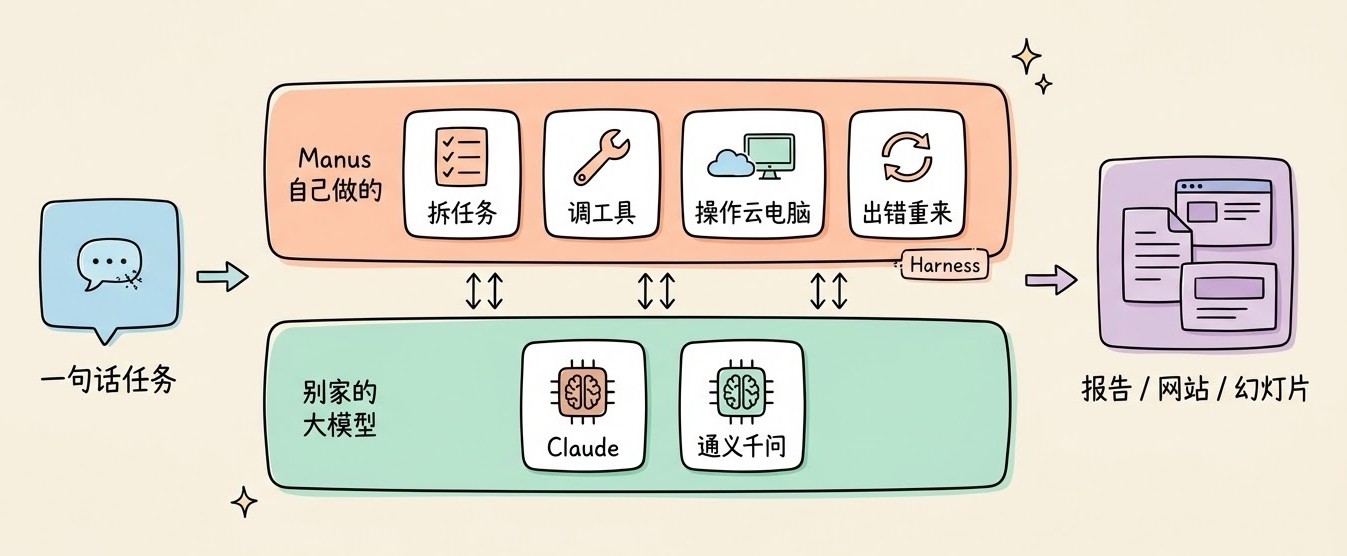 一句话任务
Manus
自己做的
拆任务
调工具
操作云电脑
出错重来
Harness
别家的
大模型
Claude
通义千问
报告 / 网站 / 幻灯片